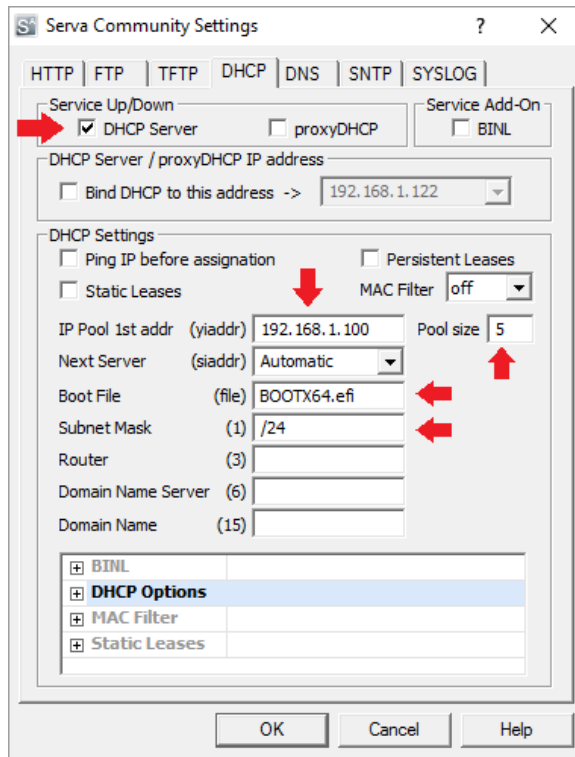 Serva Community Settings ?
HTTP FTP TFTP DHCP DNS SNTP SYSLOG
Service Up/Down Service Add-On
DHCP Server proxyDHCP BINL
DHCP Server / proxyDHCP IP address
Bind DHCP to this address -> 192.168.1.122
DHCP Settings
Ping IP before assignation Persistent Leases
Static Leases MAC Filter off
IP Pool 1st addr (yiaddr) 192.168.1.100 Pool size 5
Next Server (siaddr) Automatic
Boot File (file) BOOTX64.efi
Subnet Mask (1) /24
Router (3)
Domain Name Server (6)
Domain Name (15)
BINL
DHCP Options
MAC Filter
Static Leases
OK Cancel Help